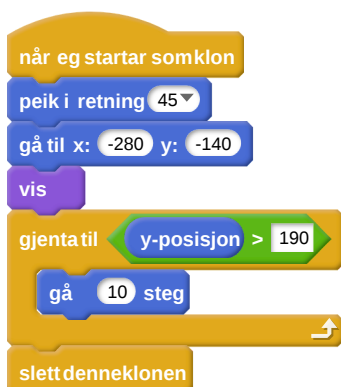 når eg startar som klon
peik i retning 45
gå til x: -280 y: -140
vis
gjenta til y-posisjon > 190
gå 10 steg
slett denne klonen